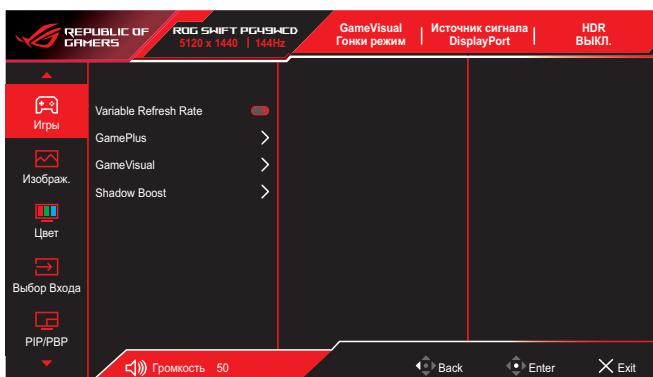 REPUBLIC OF
GAMERS
ROG SWIFT PG49WCD
5120 x 1440 | 144Hz
GameVisual
Гонки режим
Источник сигнала
DisplayPort
HDR
ВЫКЛ.
Игры
Изображ.
Цвет
Выбор Входа
PIP/PBP
Variable Refresh Rate
GamePlus
GameVisual
Shadow Boost
Громкость 50
Back
Enter
Exit